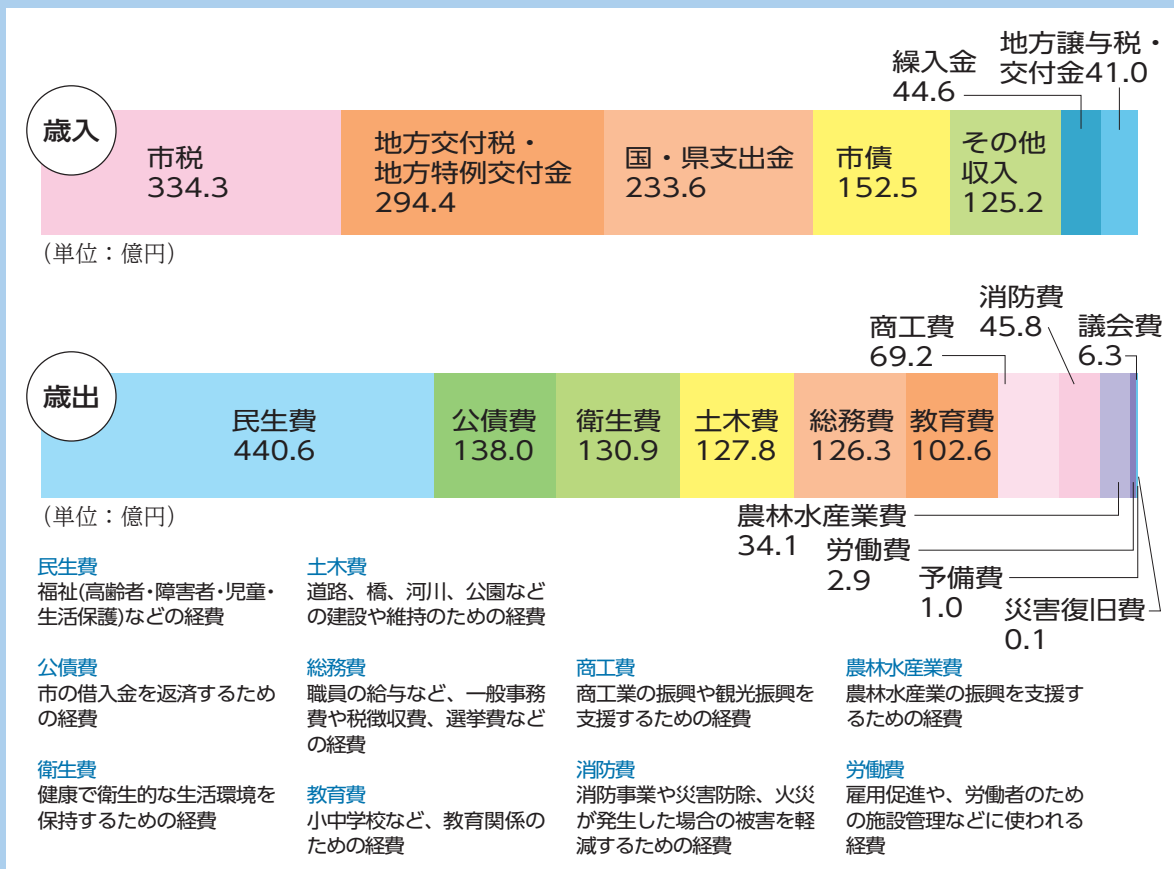 歳入
市税
334.3
地方交付税・
地方特例交付金
294.4
国・県支出金
233.6
市債
152.5
その他
収入
125.2
繰入金
44.6
地方譲与税・
交付金41.0
(単位：億円)
歳出
民生費
440.6
公債費
138.0
衛生費
130.9
土木費
127.8
総務費
126.3
教育費
102.6
商工費
69.2
消防費
45.8
議会費
6.3
農林水産業費
34.1
労働費
2.9
予備費
1.0
災害復旧費
0.1
(単位：億円)
民生費
福祉(高齢者・障害者・児童・
生活保護)などの経費
公債費
市の借入金を返済するため
の経費
衛生費
健康で衛生的な生活環境を
保持するための経費
土木費
道路、橋、河川、公園など
の建設や維持のための経費
総務費
職員の給与など、一般事務
費や税徴収費、選挙費など
の経費
教育費
小中学校など、教育関係の
ための経費
商工費
商工業の振興や観光振興を
支援するための経費
消防費
消防事業や災害防除、火災
が発生した場合の被害を軽
減するための経費
農林水産業費
農林水産業の振興を支援す
るための経費
労働費
雇用促進や、労働者のため
の施設管理などに使われる
経費